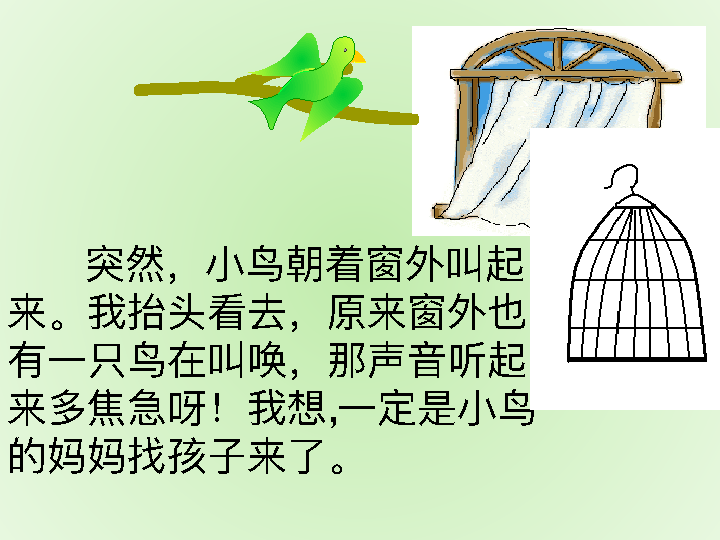 突然，小鸟朝着窗外叫起
来。我抬头看去，原来窗外也
有一只鸟在叫唤，那声音听起
来多焦急呀！我想,一定是小鸟
的妈妈找孩子来了。